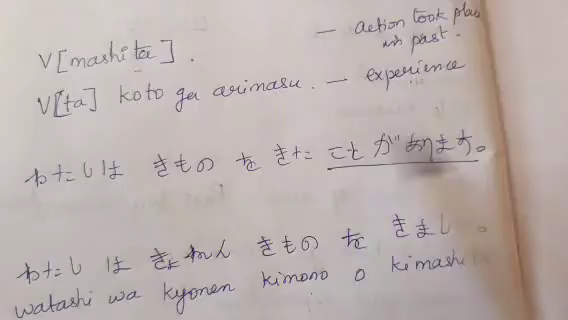 V[mashita]. — action took place
in past.
V[ta] koto ga arimasu. — experience
わたしは きもの をきた ことがあります。
わたし は きょねん きもの を きまし 。
watashi wa kyonen kimono o kimashi